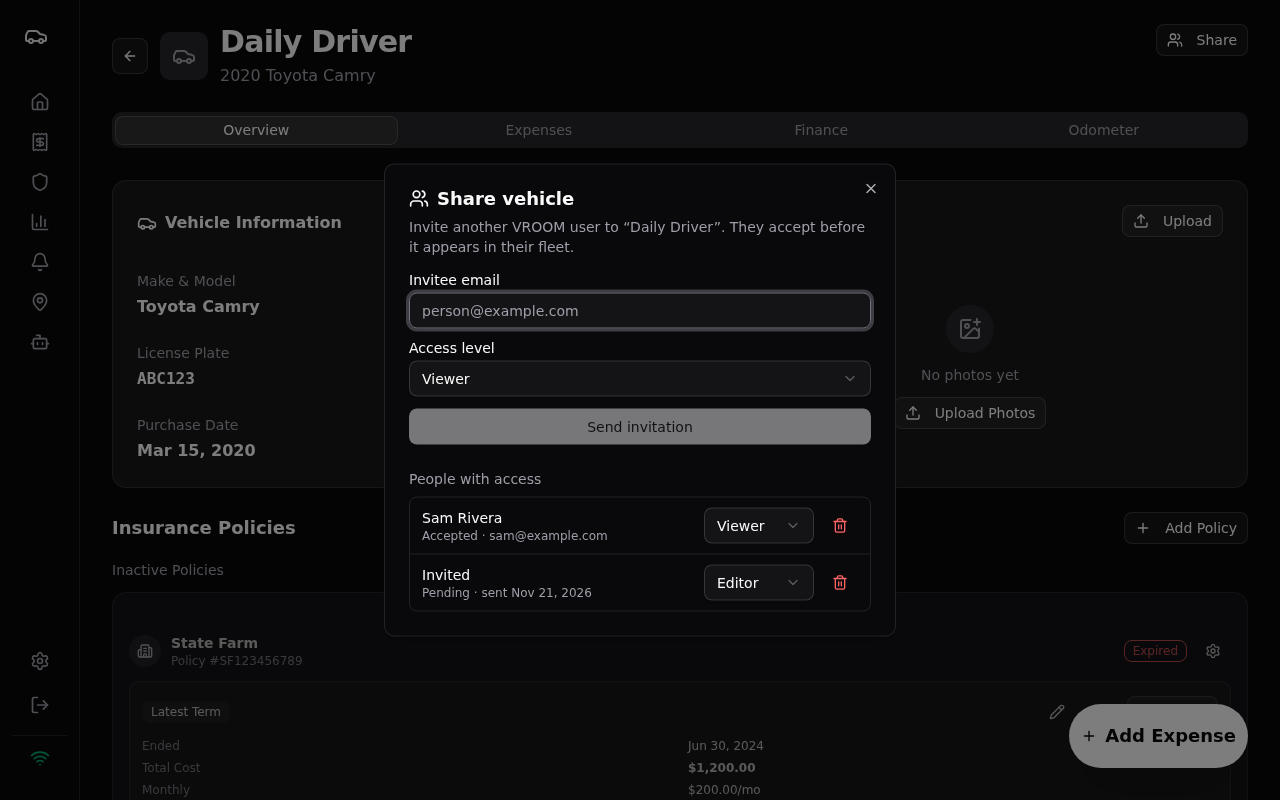 Daily Driver
2020 Toyota Camry
Share
Overview
Expenses
Finance
Odometer
Vehicle Information
Upload
Make & Model
Toyota Camry
License Plate
ABC123
Purchase Date
Mar 15, 2020
No photos yet
Upload Photos
Share vehicle
Invite another VROOM user to “Daily Driver”. They accept before
it appears in their fleet.
Invitee email
person@example.com
Access level
Viewer
Send invitation
People with access
Sam Rivera
Accepted · sam@example.com
Viewer
Invited
Pending · sent Nov 21, 2026
Editor
Insurance Policies
Add Policy
Inactive Policies
State Farm
Policy #SF123456789
Expired
Latest Term
Ended
Jun 30, 2024
Total Cost
$1,200.00
Monthly
$200.00/mo
Add Expense